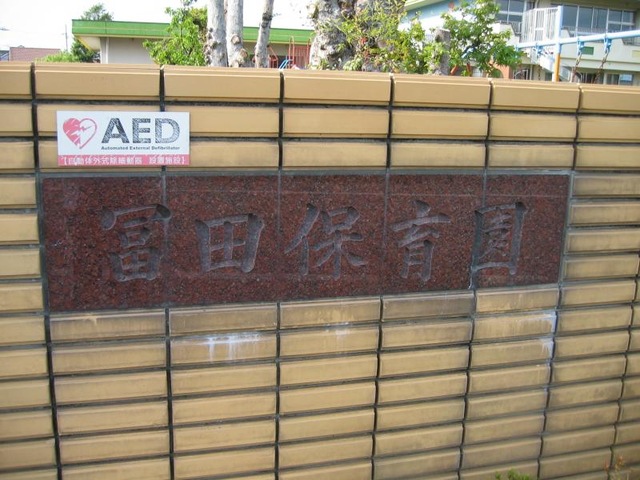 AED
Automated External Defibrillator
【自動体外式除細動器 設置施設】
冨田保育園